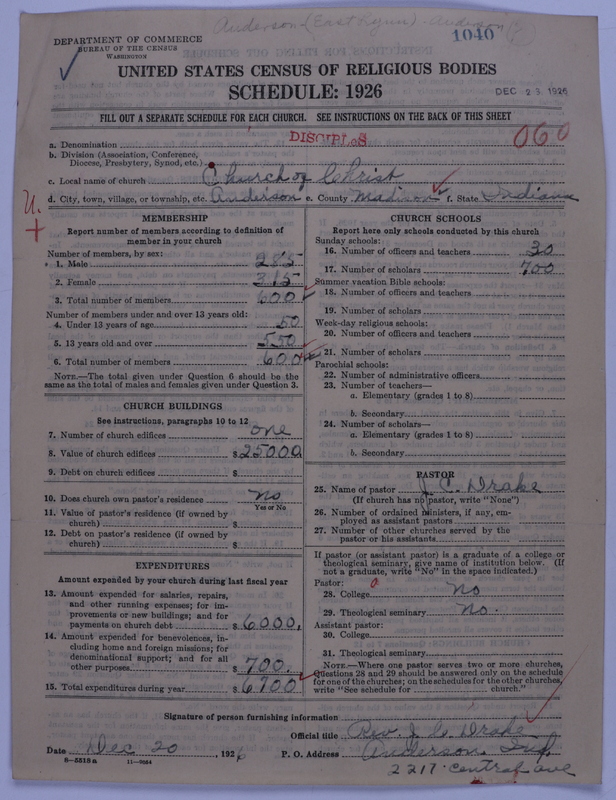 Anderson (East Lynn) - Anderson
1040
DEPARTMENT OF COMMERCE
BUREAU OF THE CENSUS
WASHINGTON
UNITED STATES CENSUS OF RELIGIOUS BODIES
SCHEDULE: 1926
DEC 23 1926
FILL OUT A SEPARATE SCHEDULE FOR EACH CHURCH. SEE INSTRUCTIONS ON THE BACK OF THIS SHEET
060
a. Denomination DISCIPLES
b. Division (Association, Conference,
Diocese, Presbytery, Synod, etc.)
c. Local name of church Church of Christ
d. City, town, village, or township, etc. Anderson e. County Madison f. State Indiana
MEMBERSHIP
Report number of members according to definition of
member in your church
Number of members, by sex:
1. Male 285
2. Female 315
3. Total number of members 600
Number of members under and over 13 years old:
4. Under 13 years of age 50
5. 13 years old and over 550
6. Total number of members 600
NOTE.—The total given under Question 6 should be the
same as the total of males and females given under Question 3.
CHURCH BUILDINGS
See instructions, paragraphs 10 to 12
7. Number of church edifices one
8. Value of church edifices $ 25000
9. Debt on church edifices $
10. Does church own pastor's residence no
Yes or No
11. Value of pastor's residence (if owned by
church) $
12. Debt on pastor's residence (if owned by
church) $
EXPENDITURES
Amount expended by your church during last fiscal year
13. Amount expended for salaries, repairs,
and other running expenses; for im-
provements or new buildings; and for
payments on church debt $ 6000.
14. Amount expended for benevolences, in-
cluding home and foreign missions; for
denominational support; and for all
other purposes $ 700.
15. Total expenditures during year $ 6700
CHURCH SCHOOLS
Report here only schools conducted by this church
Sunday schools:
16. Number of officers and teachers 30
17. Number of scholars 700
Summer vacation Bible schools:
18. Number of officers and teachers
19. Number of scholars
Week-day religious schools:
20. Number of officers and teachers
21. Number of scholars
Parochial schools:
22. Number of administrative officers
23. Number of teachers—
a. Elementary (grades 1 to 8)
b. Secondary
24. Number of scholars—
a. Elementary (grades 1 to 8)
b. Secondary
PASTOR
25. Name of pastor J. C. Drake
(If church has no pastor, write "None")
26. Number of ordained ministers, if any, em-
ployed as assistant pastors
27. Number of other churches served by the
pastor or his assistants
If pastor (or assistant pastor) is a graduate of a college or
theological seminary, give name of institution below. (If
not a graduate, write "No" in the space indicated.)
Pastor:
28. College No
29. Theological seminary No.
Assistant pastor:
30. College
31. Theological seminary
NOTE.—Where one pastor serves two or more churches,
Questions 28 and 29 should be answered only on the schedule
for one of the churches; on the schedules for the other churches,
write "See schedule for church."
Signature of person furnishing information
Official title Rev. J. C. Drake
Date Dec 20 1926 P. O. Address Anderson, Ind.
8—5518a 11—9064
2217 central ave